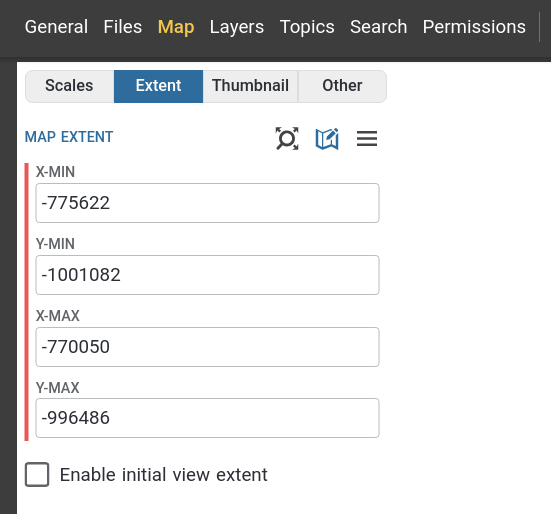 General Files Map Layers Topics Search Permissions
Scales Extent Thumbnail Other
MAP EXTENT
X-MIN
-775622
Y-MIN
-1001082
X-MAX
-770050
Y-MAX
-996486
Enable initial view extent